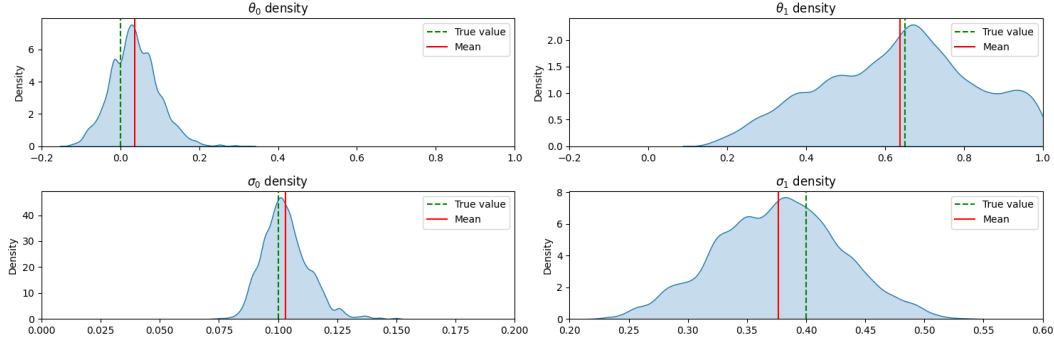 θ₀ density
True value
Mean
Density
6
4
2
0
−0.2 0.0 0.2 0.4 0.6 0.8 1.0
θ₁ density
True value
Mean
Density
2.0
1.5
1.0
0.5
0.0
−0.2 0.0 0.2 0.4 0.6 0.8 1.0
σ₀ density
True value
Mean
Density
40
30
20
10
0
0.000 0.025 0.050 0.075 0.100 0.125 0.150 0.175 0.200
σ₁ density
True value
Mean
Density
8
6
4
2
0
0.20 0.25 0.30 0.35 0.40 0.45 0.50 0.55 0.60